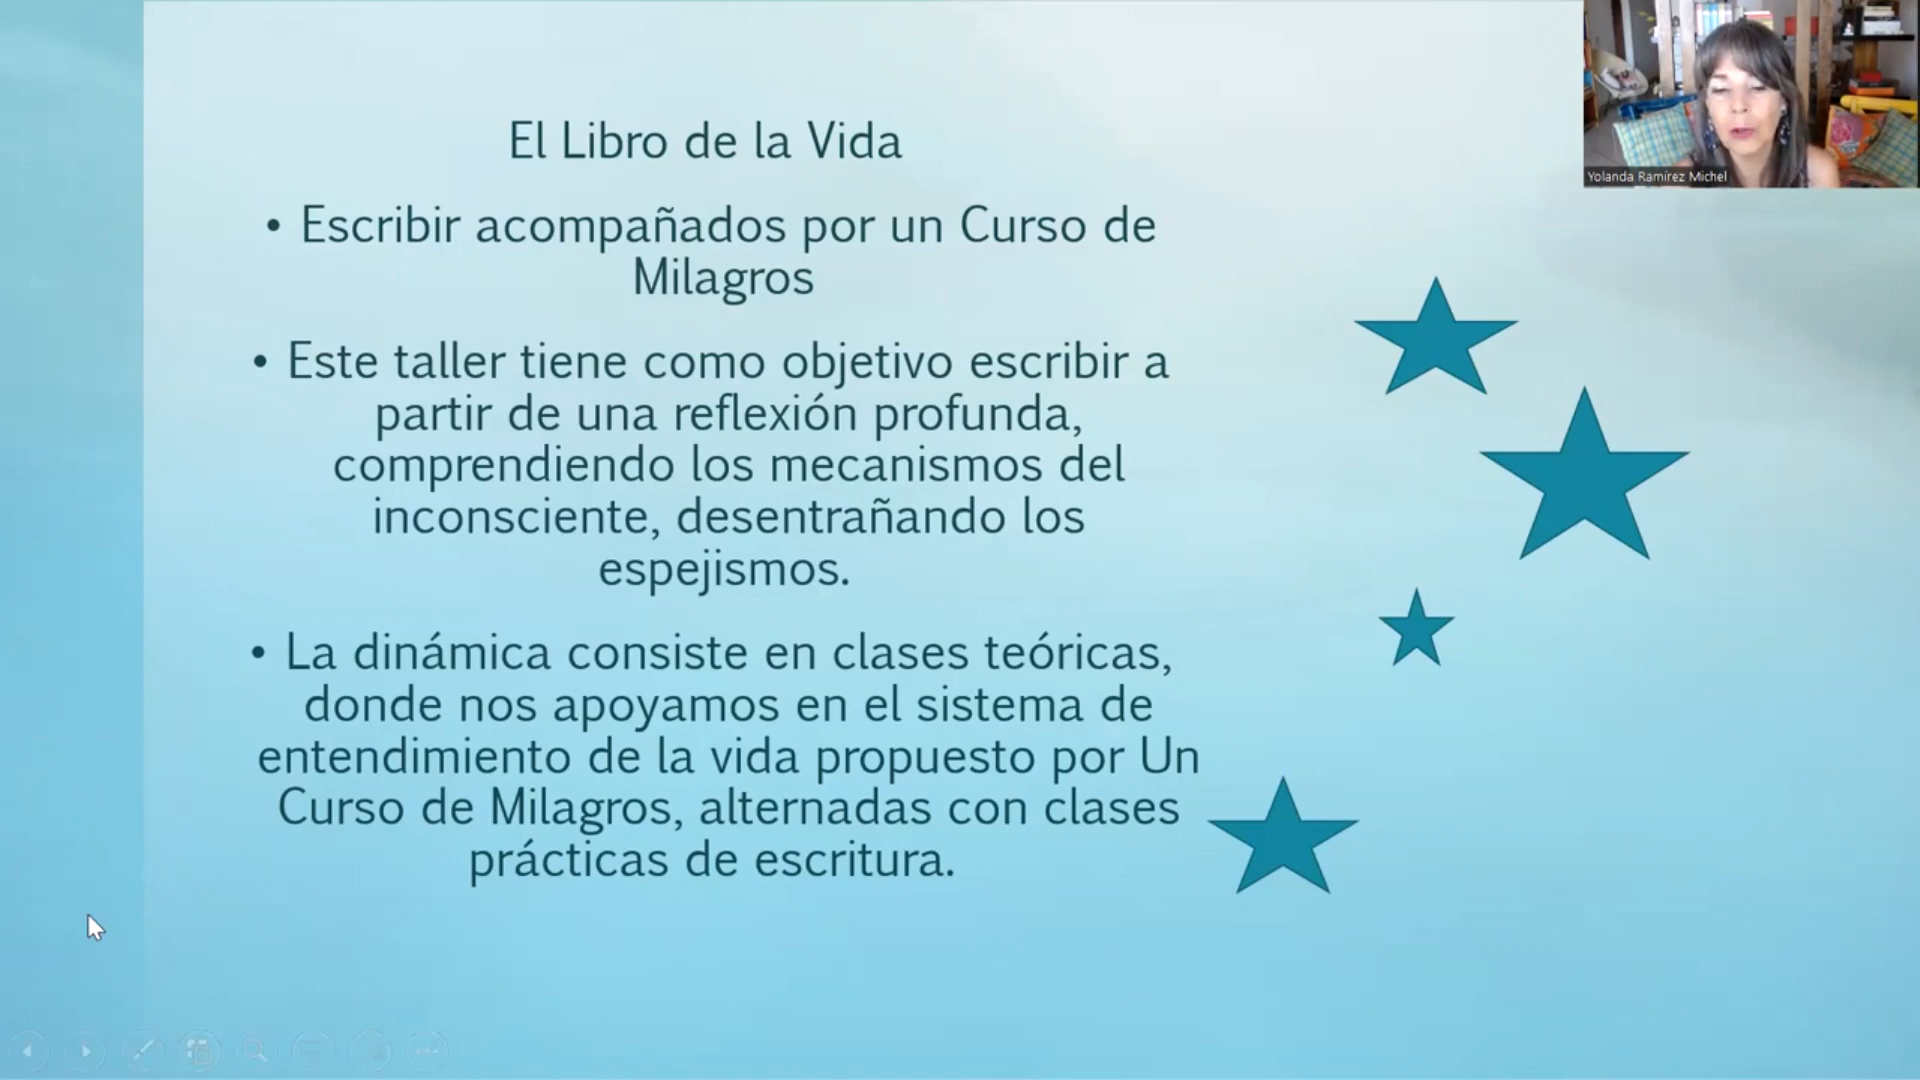 El Libro de la Vida
• Escribir acompañados por un Curso de
Milagros
• Este taller tiene como objetivo escribir a
partir de una reflexión profunda,
comprendiendo los mecanismos del
inconsciente, desentrañando los
espejismos.
• La dinámica consiste en clases teóricas,
donde nos apoyamos en el sistema de
entendimiento de la vida propuesto por Un
Curso de Milagros, alternadas con clases
prácticas de escritura.
Yolanda Ramírez Michel